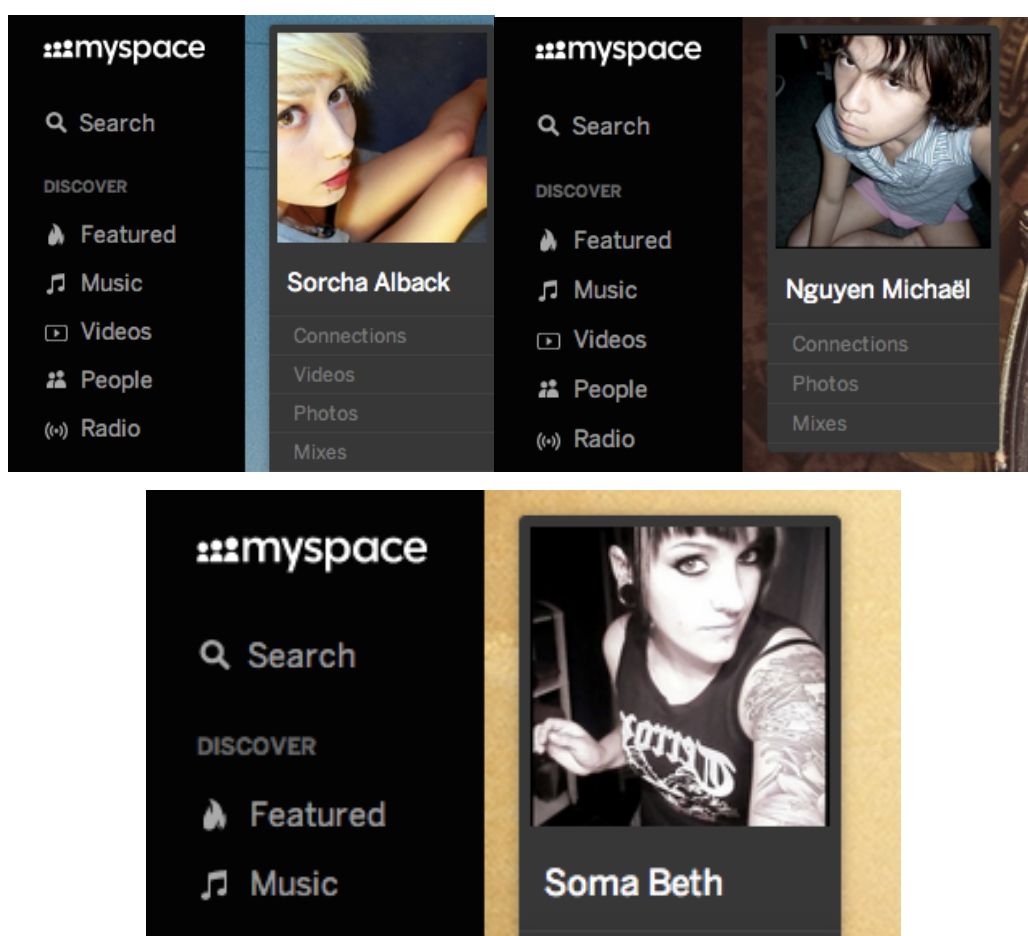 myspace
Search
DISCOVER
Featured
Music
Videos
People
Radio
Sorcha Alback
Connections
Videos
Photos
Mixes
myspace
Search
DISCOVER
Featured
Music
Videos
People
Radio
Nguyen Michaël
Connections
Photos
Mixes
myspace
Search
DISCOVER
Featured
Music
Terror
Soma Beth